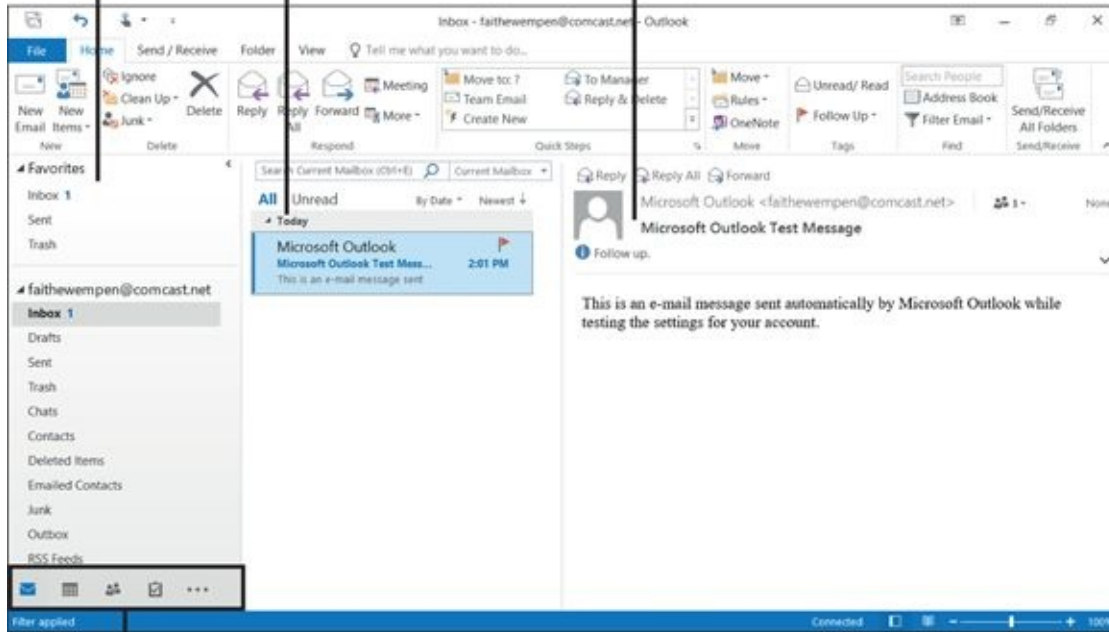 Inbox - faithewempen@comcast.net - Outlook
File Home Send / Receive Folder View Tell me what you want to do...
New Email
New Items
Ignore
Clean Up
Junk
Delete
Reply
Reply All
Forward
Meeting
More
Move to: ?
Team Email
Create New
To Manager
Reply & Delete
Move
Rules
OneNote
Unread/ Read
Follow Up
Search People
Address Book
Filter Email
Send/Receive All Folders
New Delete Respond Quick Steps Move Tags Find Send/Receive
Favorites
Inbox 1
Sent
Trash
faithewempen@comcast.net
Inbox 1
Drafts
Sent
Trash
Chats
Contacts
Deleted Items
Emailed Contacts
Junk
Outbox
RSS Feeds
Search Current Mailbox (Ctrl+E) Current Mailbox
All Unread By Date Newest ↓
Today
Microsoft Outlook
Microsoft Outlook Test Mess... 2:01 PM
This is an e-mail message sent
Reply Reply All Forward
Microsoft Outlook <faithewempen@comcast.net> 1 None
Microsoft Outlook Test Message
Follow up.
This is an e-mail message sent automatically by Microsoft Outlook while
testing the settings for your account.
Filter applied
Connected 100%